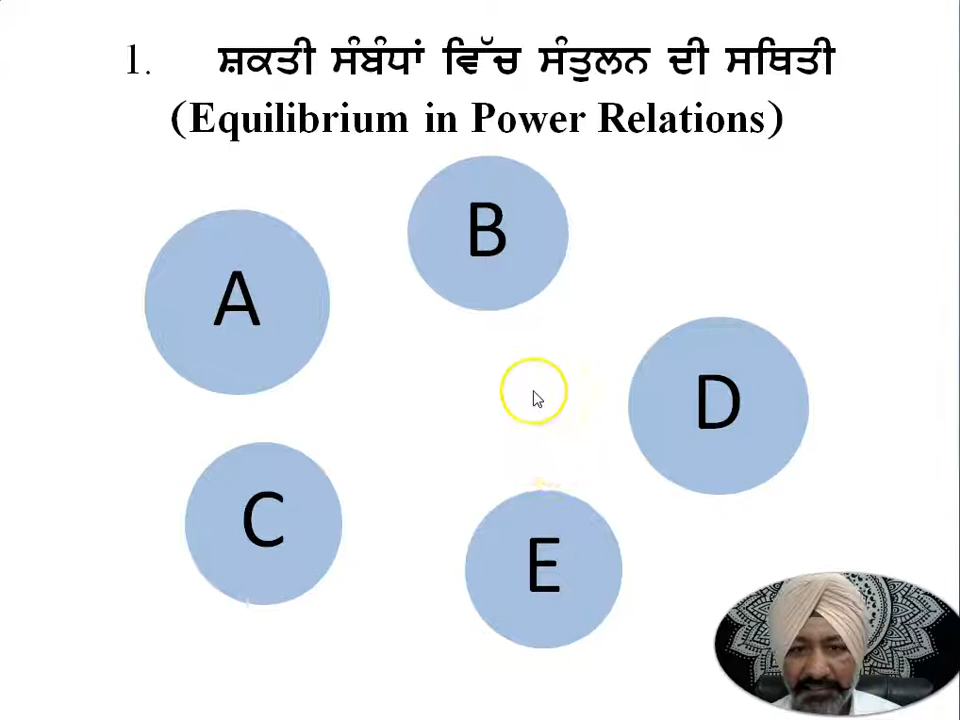 1. ਸ਼ਕਤੀ ਸੰਬੰਧਾਂ ਵਿੱਚ ਸੰਤੁਲਨ ਦੀ ਸਥਿਤੀ
(Equilibrium in Power Relations)
B
A
D
C
E